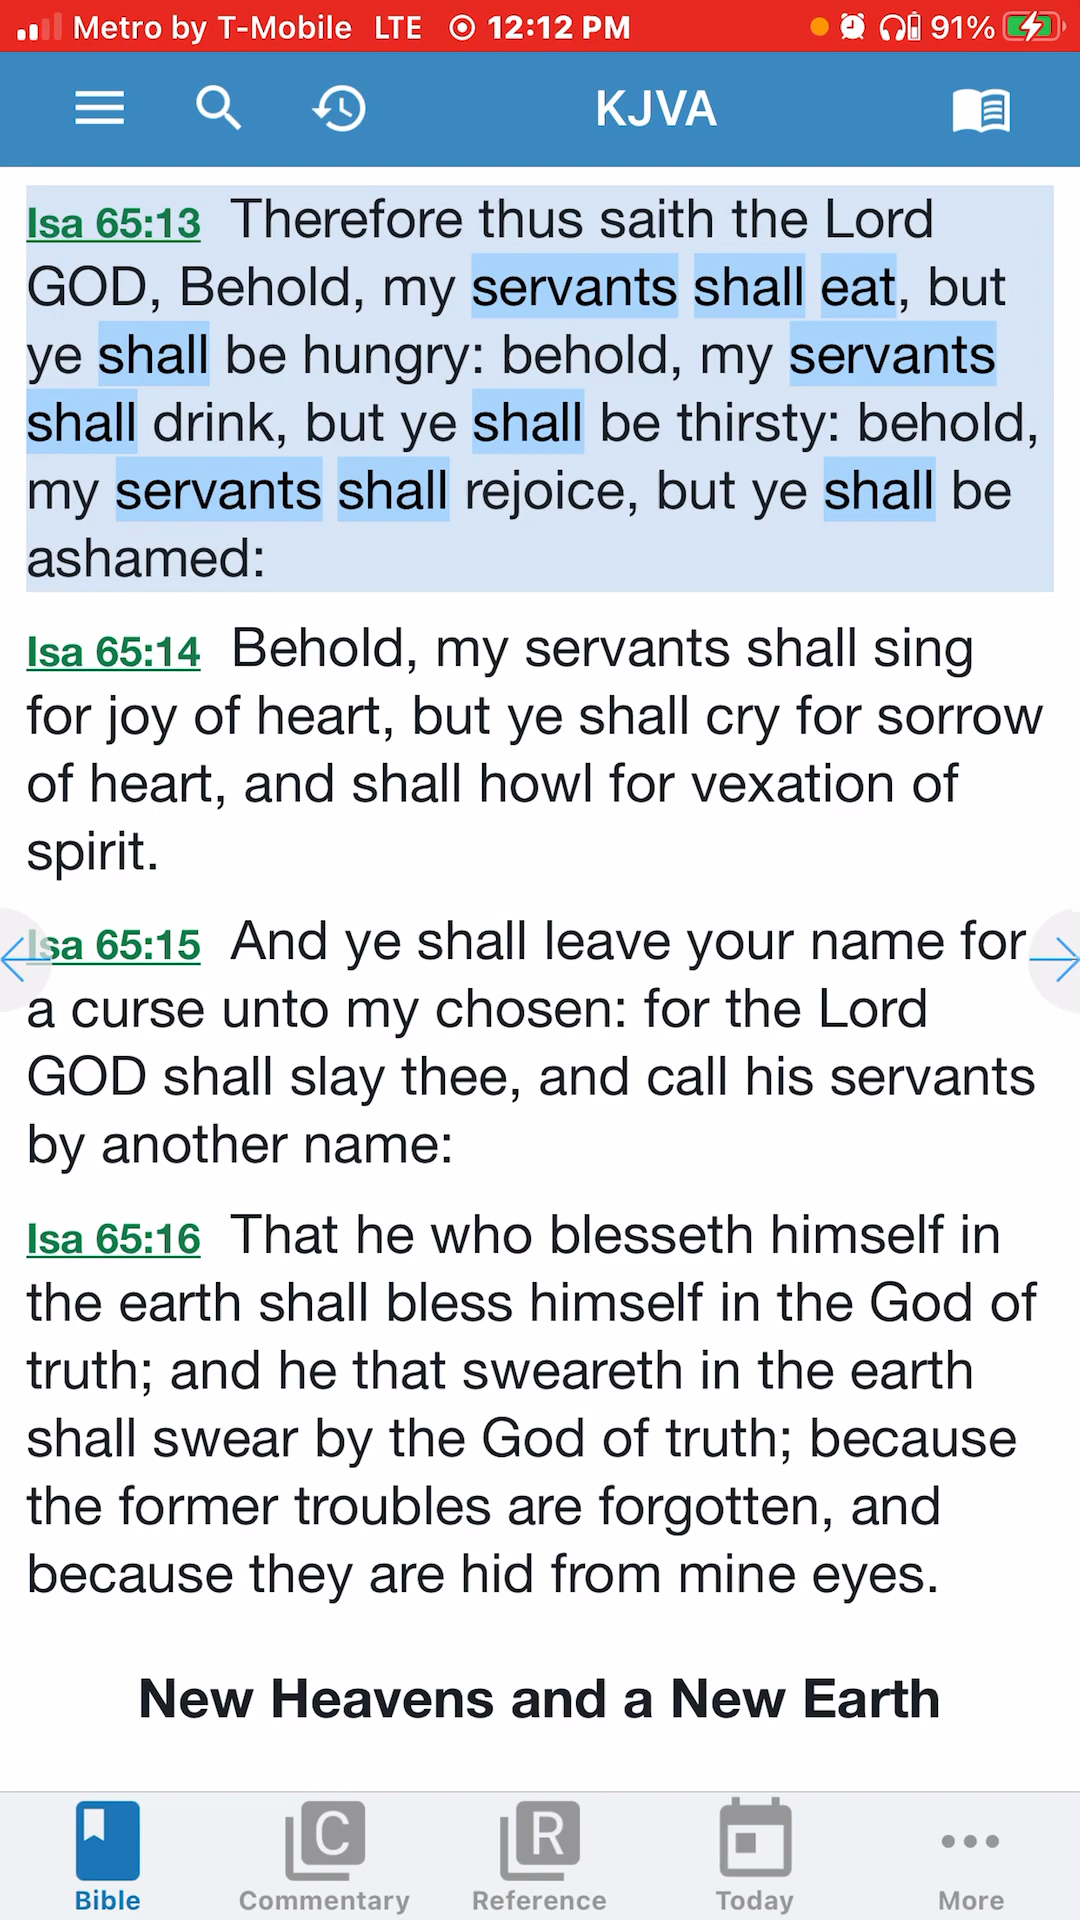 Metro by T-Mobile LTE 12:12 PM 91%
KJVA
Isa 65:13 Therefore thus saith the Lord
GOD, Behold, my servants shall eat, but
ye shall be hungry: behold, my servants
shall drink, but ye shall be thirsty: behold,
my servants shall rejoice, but ye shall be
ashamed:
Isa 65:14 Behold, my servants shall sing
for joy of heart, but ye shall cry for sorrow
of heart, and shall howl for vexation of
spirit.
Isa 65:15 And ye shall leave your name for
a curse unto my chosen: for the Lord
GOD shall slay thee, and call his servants
by another name:
Isa 65:16 That he who blesseth himself in
the earth shall bless himself in the God of
truth; and he that sweareth in the earth
shall swear by the God of truth; because
the former troubles are forgotten, and
because they are hid from mine eyes.
New Heavens and a New Earth
C R
Bible Commentary Reference Today More